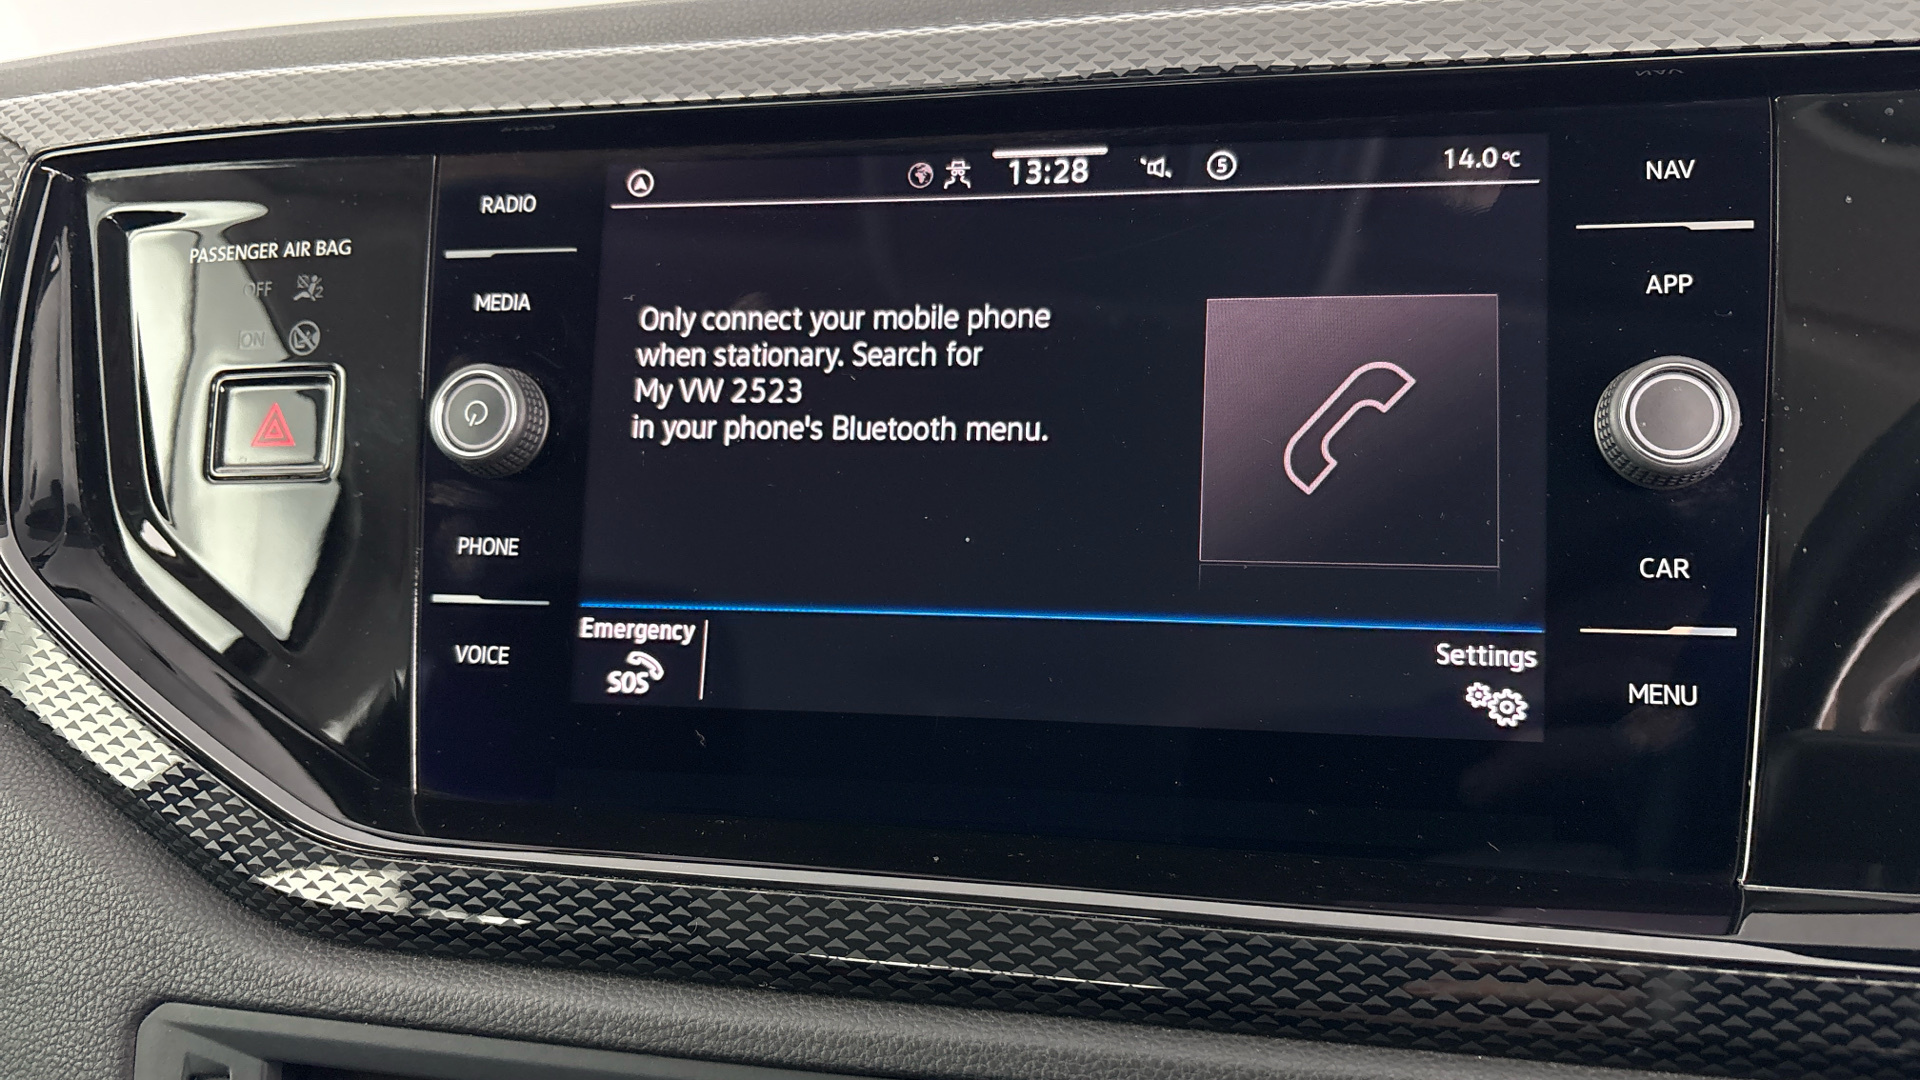 PASSENGER AIR BAG
OFF
ON
RADIO
MEDIA
PHONE
VOICE
13:28
5
14.0°C
Only connect your mobile phone
when stationary. Search for
My VW 2523
in your phone's Bluetooth menu.
Emergency
SOS
Settings
NAV
APP
CAR
MENU